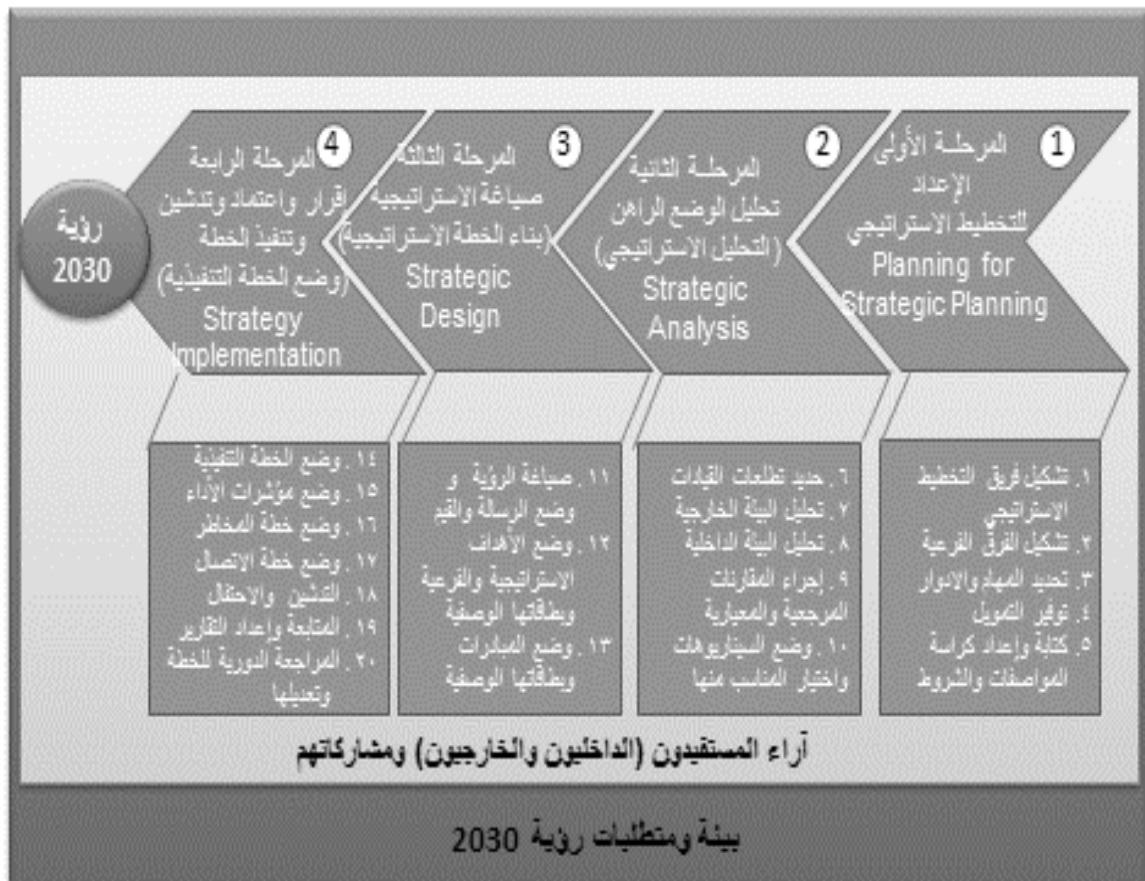 1
المرحلــة الأولى
الإعداد
للتخطيط الاستراتيجي
Planning for
Strategic Planning
2
المرحلــة الثانية
تحليل الوضع الراهن
(التحليل الاستراتيجي)
Strategic
Analysis
3
المرحلة الثالثة
صياغة الاستراتيجية
(بناء الخطة الاستراتيجية)
Strategic
Design
4
المرحلة الرابعة
إقرار واعتماد وتدشين
وتنفيذ الخطة
(وضع الخطة التنفيذية)
Strategy
Implementation
رؤية
2030
١. تشكيل فريق التخطيط
الاستراتيجي
٢. تشكيل الفرق الفرعية
٣. تحديد المهام والادوار
٤. توفير التمويل
٥. كتابة وإعداد كراسة
المواصفات والشروط
٦. حديد تطلعات القيادات
٧. تحليل البيئة الخارجية
٨. تحليل البيئة الداخلية
٩. إجراء المقارنات
المرجعية والمعيارية
١٠. وضع السيناريوهات
واختيار المناسب منها
١١. صياغة الرؤية و
وضع الرسالة والقيم
١٢. وضع الأهداف
الاستراتيجية والفرعية
وبطاقاتها الوصفية
١٣. وضع المبادرات
وبطاقاتها الوصفية
١٤. وضع الخطة التنفيذية
١٥. وضع مؤشرات الأداء
١٦. وضع خطة المخاطر
١٧. وضع خطة الاتصال
١٨. التدشين والاحتفال
١٩. المتابعة وإعداد التقارير
٢٠. المراجعة الدورية للخطة
وتعديلها
آراء المستفيدون (الداخليون والخارجيون) ومشاركاتهم
بيئة ومتطلبات رؤية 2030